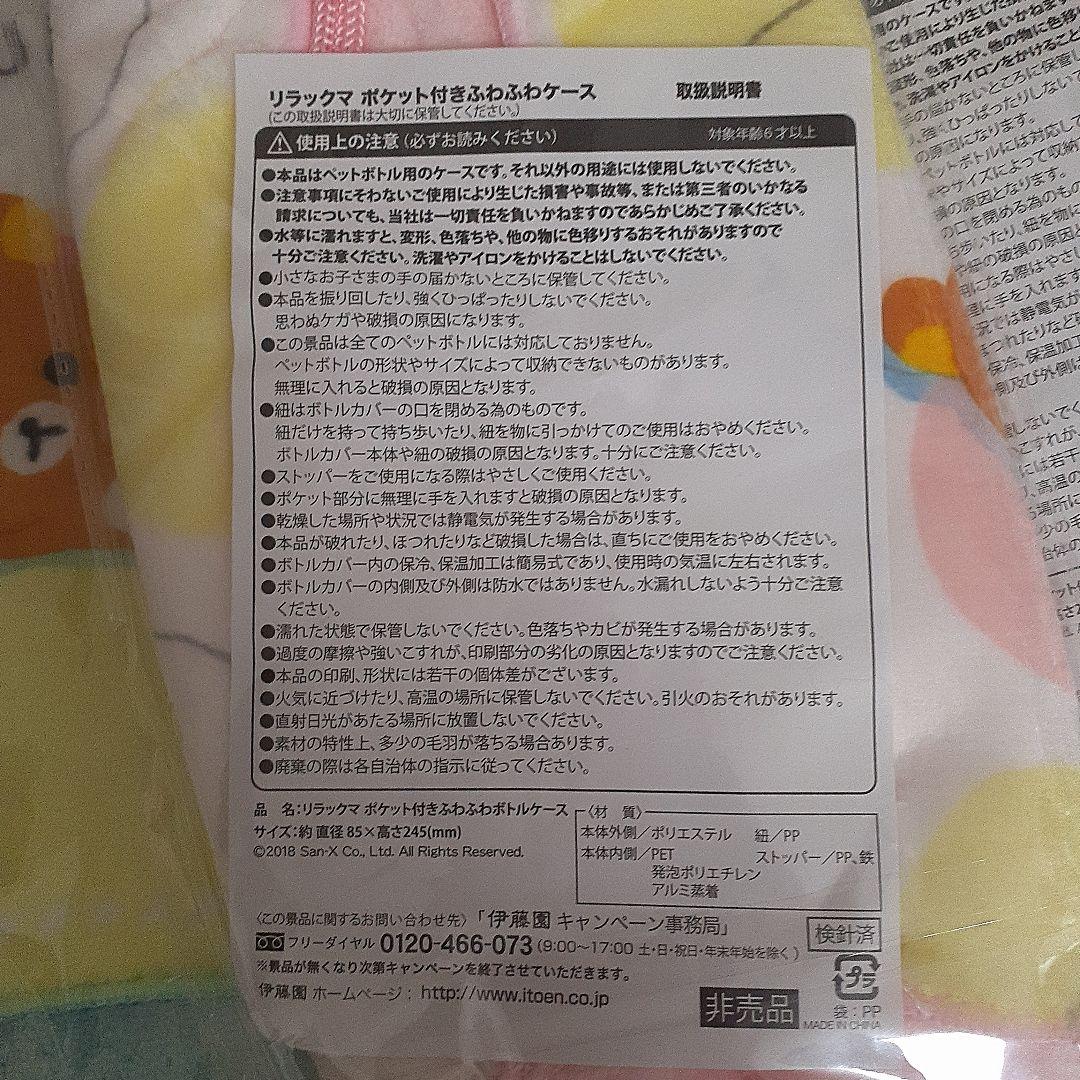 リラックマ ポケット付きふわふわケース 取扱説明書
(この取扱説明書は大切に保管してください。)
使用上の注意(必ずお読みください) 対象年齢6才以上
●本品はペットボトル用のケースです。それ以外の用途には使用しないでください。
●注意事項にそわないご使用により生じた損害や事故等、または第三者のいかなる
請求についても、当社は一切責任を負いかねますのであらかじめご了承ください。
●水等に濡れますと、変形、色落ちや、他の物に色移りするおそれがありますので
十分ご注意ください。洗濯やアイロンをかけることはしないでください。
●小さなお子さまの手の届かないところに保管してください。
●本品を振り回したり、強くひっぱったりしないでください。
思わぬケガや破損の原因になります。
●この景品は全てのペットボトルには対応しておりません。
ペットボトルの形状やサイズによって収納できないものがあります。
無理に入れると破損の原因となります。
●紐はボトルカバーの口を閉める為のものです。
紐だけを持って持ち歩いたり、紐を物に引っかけてのご使用はおやめください。
ボトルカバー本体や紐の破損の原因となります。十分にご注意ください。
●ストッパーをご使用になる際はやさしくご使用ください。
●ポケット部分に無理に手を入れますと破損の原因となります。
●乾燥した場所や状況では静電気が発生する場合があります。
●本品が破れたり、ほつれたりなど破損した場合は、直ちにご使用をおやめください。
●ボトルカバー内の保冷、保温加工は簡易式であり、使用時の気温に左右されます。
●ボトルカバーの内側及び外側は防水ではありません。水漏れしないよう十分ご注意
ください。
●濡れた状態で保管しないでください。色落ちやカビが発生する場合があります。
●過度の摩擦や強いこすれが、印刷部分の劣化の原因となりますのでご注意ください。
●本品の印刷、形状には若干の個体差がございます。
●火気に近づけたり、高温の場所に保管しないでください。引火のおそれがあります。
●直射日光があたる場所に放置しないでください。
●素材の特性上、多少の毛羽が落ちる場合あります。
●廃棄の際は各自治体の指示に従ってください。
品 名:リラックマ ポケット付きふわふわボトルケース
サイズ:約 直径85×高さ245(mm)
©2018 San-X Co., Ltd. All Rights Reserved.
〈材 質〉
本体外側/ポリエステル 紐/PP
本体内側/PET ストッパー/PP、鉄
発泡ポリエチレン
アルミ蒸着
〈この景品に関するお問い合わせ先〉「伊藤園 キャンペーン事務局」
フリーダイヤル 0120-466-073(9:00〜17:00 土・日・祝日・年末年始を除く)
※景品が無くなり次第キャンペーンを終了させていただきます。
伊藤園 ホームページ: http://www.itoen.co.jp
検針済
プラ
袋:PP
非売品
MADE IN CHINA